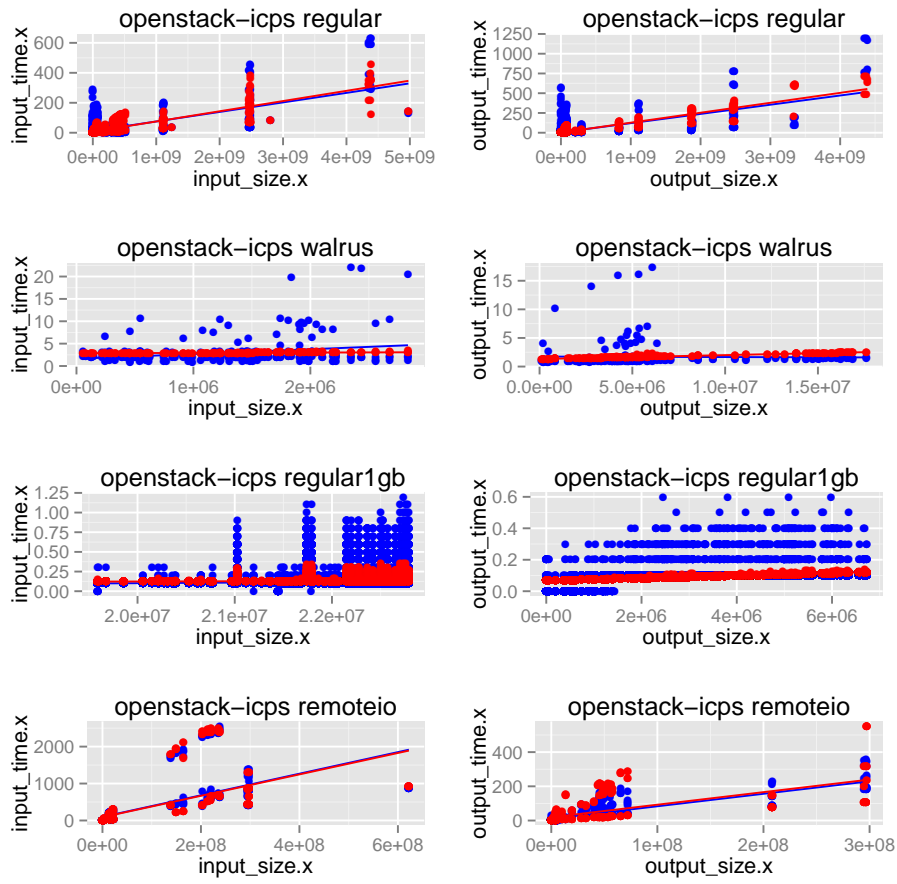 openstack−icps regular
input_time.x
600
400
200
0
0e+00 1e+09 2e+09 3e+09 4e+09 5e+09
input_size.x
openstack−icps regular
output_time.x
1250
1000
750
500
250
0
0e+00 1e+09 2e+09 3e+09 4e+09
output_size.x
openstack−icps walrus
input_time.x
20
15
10
5
0
0e+00 1e+06 2e+06
input_size.x
openstack−icps walrus
output_time.x
15
10
5
0
0.0e+00 5.0e+06 1.0e+07 1.5e+07
output_size.x
openstack−icps regular1gb
input_time.x
1.25
1.00
0.75
0.50
0.25
0.00
2.0e+07 2.1e+07 2.2e+07
input_size.x
openstack−icps regular1gb
output_time.x
0.6
0.4
0.2
0.0
0e+00 2e+06 4e+06 6e+06
output_size.x
openstack−icps remoteio
input_time.x
2000
1000
0
0e+00 2e+08 4e+08 6e+08
input_size.x
openstack−icps remoteio
output_time.x
400
200
0
0e+00 1e+08 2e+08 3e+08
output_size.x